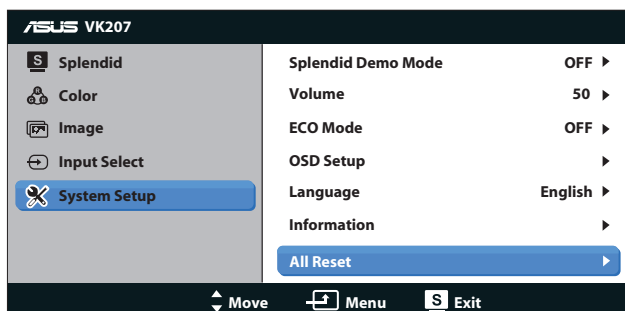 ASUS VK207
S Splendid
Color
Image
Input Select
System Setup
Splendid Demo Mode OFF
Volume 50
ECO Mode OFF
OSD Setup
Language English
Information
All Reset
Move Menu S Exit